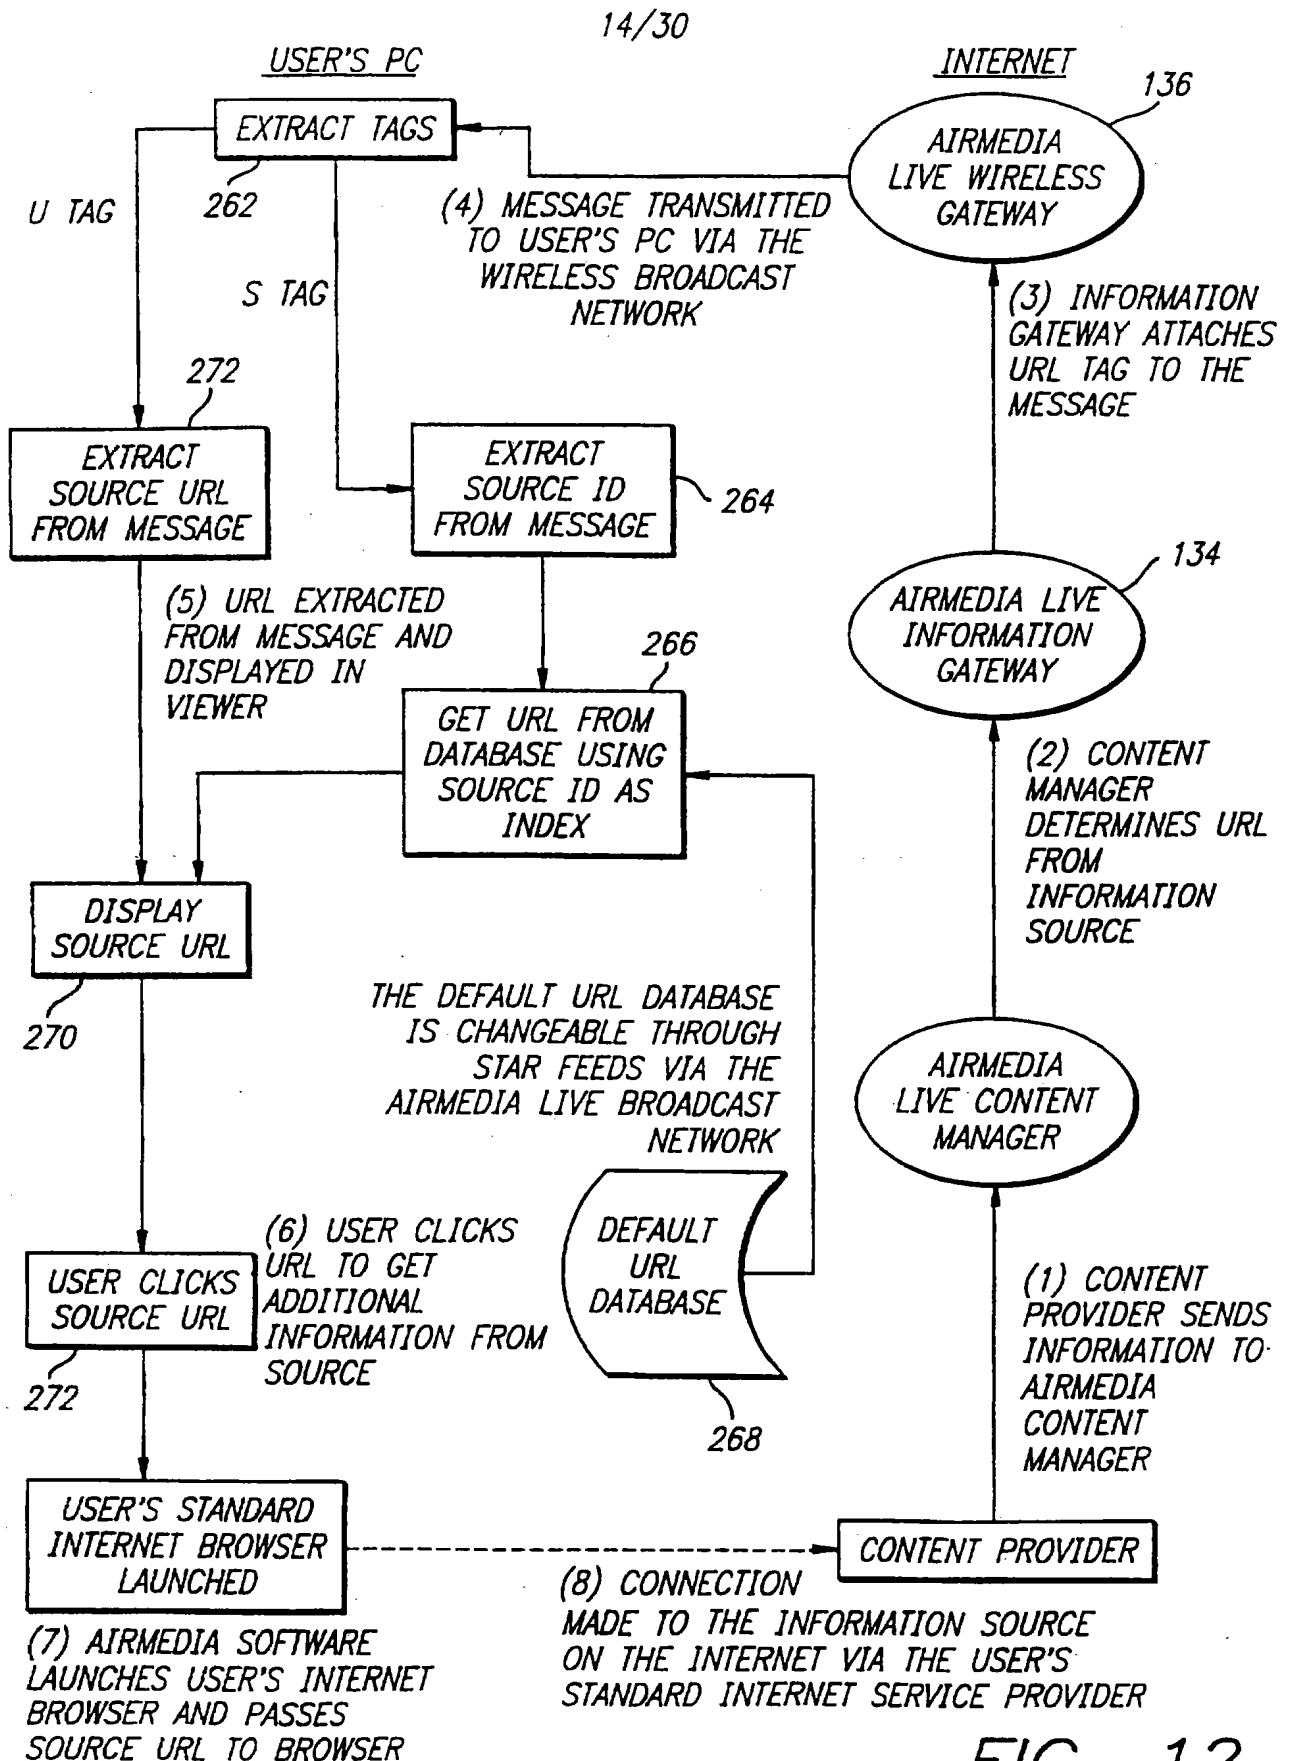 14/30
USER'S PC
INTERNET
136
EXTRACT TAGS
262
U TAG
S TAG
AIRMEDIA
LIVE WIRELESS
GATEWAY
(4) MESSAGE TRANSMITTED
TO USER'S PC VIA THE
WIRELESS BROADCAST
NETWORK
(3) INFORMATION
GATEWAY ATTACHES
URL TAG TO THE
MESSAGE
272
EXTRACT
SOURCE URL
FROM MESSAGE
EXTRACT
SOURCE ID
FROM MESSAGE
264
134
AIRMEDIA LIVE
INFORMATION
GATEWAY
(5) URL EXTRACTED
FROM MESSAGE AND
DISPLAYED IN
VIEWER
266
GET URL FROM
DATABASE USING
SOURCE ID AS
INDEX
(2) CONTENT
MANAGER
DETERMINES URL
FROM
INFORMATION
SOURCE
DISPLAY
SOURCE URL
270
THE DEFAULT URL DATABASE
IS CHANGEABLE THROUGH
STAR FEEDS VIA THE
AIRMEDIA LIVE BROADCAST
NETWORK
AIRMEDIA
LIVE CONTENT
MANAGER
DEFAULT
URL
DATABASE
268
(6) USER CLICKS
URL TO GET
ADDITIONAL
INFORMATION FROM
SOURCE
USER CLICKS
SOURCE URL
272
(1) CONTENT
PROVIDER SENDS
INFORMATION TO
AIRMEDIA
CONTENT
MANAGER
USER'S STANDARD
INTERNET BROWSER
LAUNCHED
CONTENT PROVIDER
(8) CONNECTION
MADE TO THE INFORMATION SOURCE
ON THE INTERNET VIA THE USER'S
STANDARD INTERNET SERVICE PROVIDER
(7) AIRMEDIA SOFTWARE
LAUNCHES USER'S INTERNET
BROWSER AND PASSES
SOURCE URL TO BROWSER